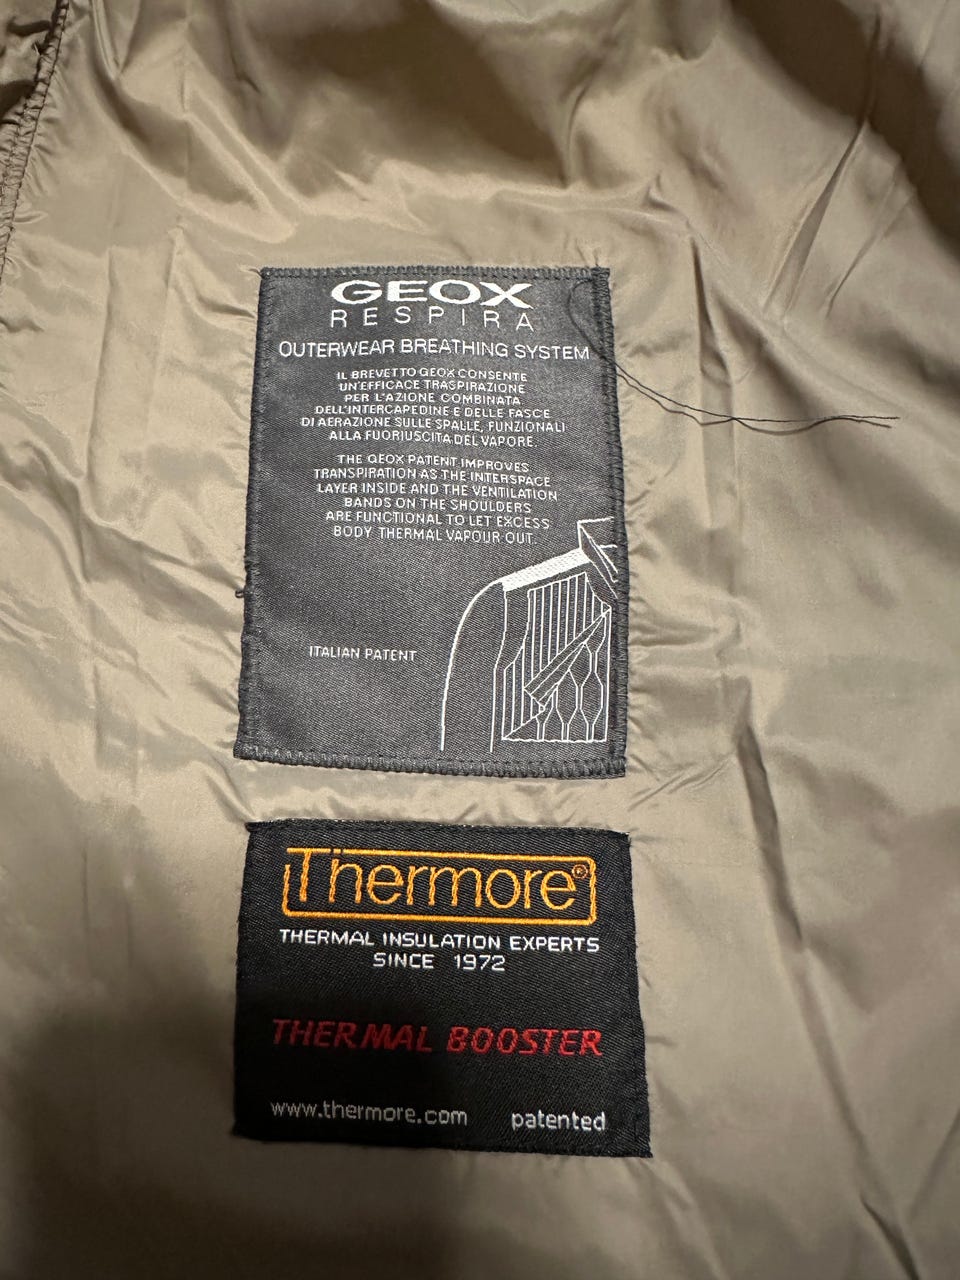 GEOX
RESPIRA
OUTERWEAR BREATHING SYSTEM
IL BREVETTO GEOX CONSENTE
UN'EFFICACE TRASPIRAZIONE
PER L'AZIONE COMBINATA
DELL'INTERCAPEDINE E DELLE FASCE
DI AERAZIONE SULLE SPALLE, FUNZIONALI
ALLA FUORIUSCITA DEL VAPORE.
THE GEOX PATENT IMPROVES
TRANSPIRATION AS THE INTERSPACE
LAYER INSIDE AND THE VENTILATION
BANDS ON THE SHOULDERS
ARE FUNCTIONAL TO LET EXCESS
BODY THERMAL VAPOUR OUT.
ITALIAN PATENT
Thermore®
THERMAL INSULATION EXPERTS
SINCE 1972
THERMAL BOOSTER
www.thermore.com patented